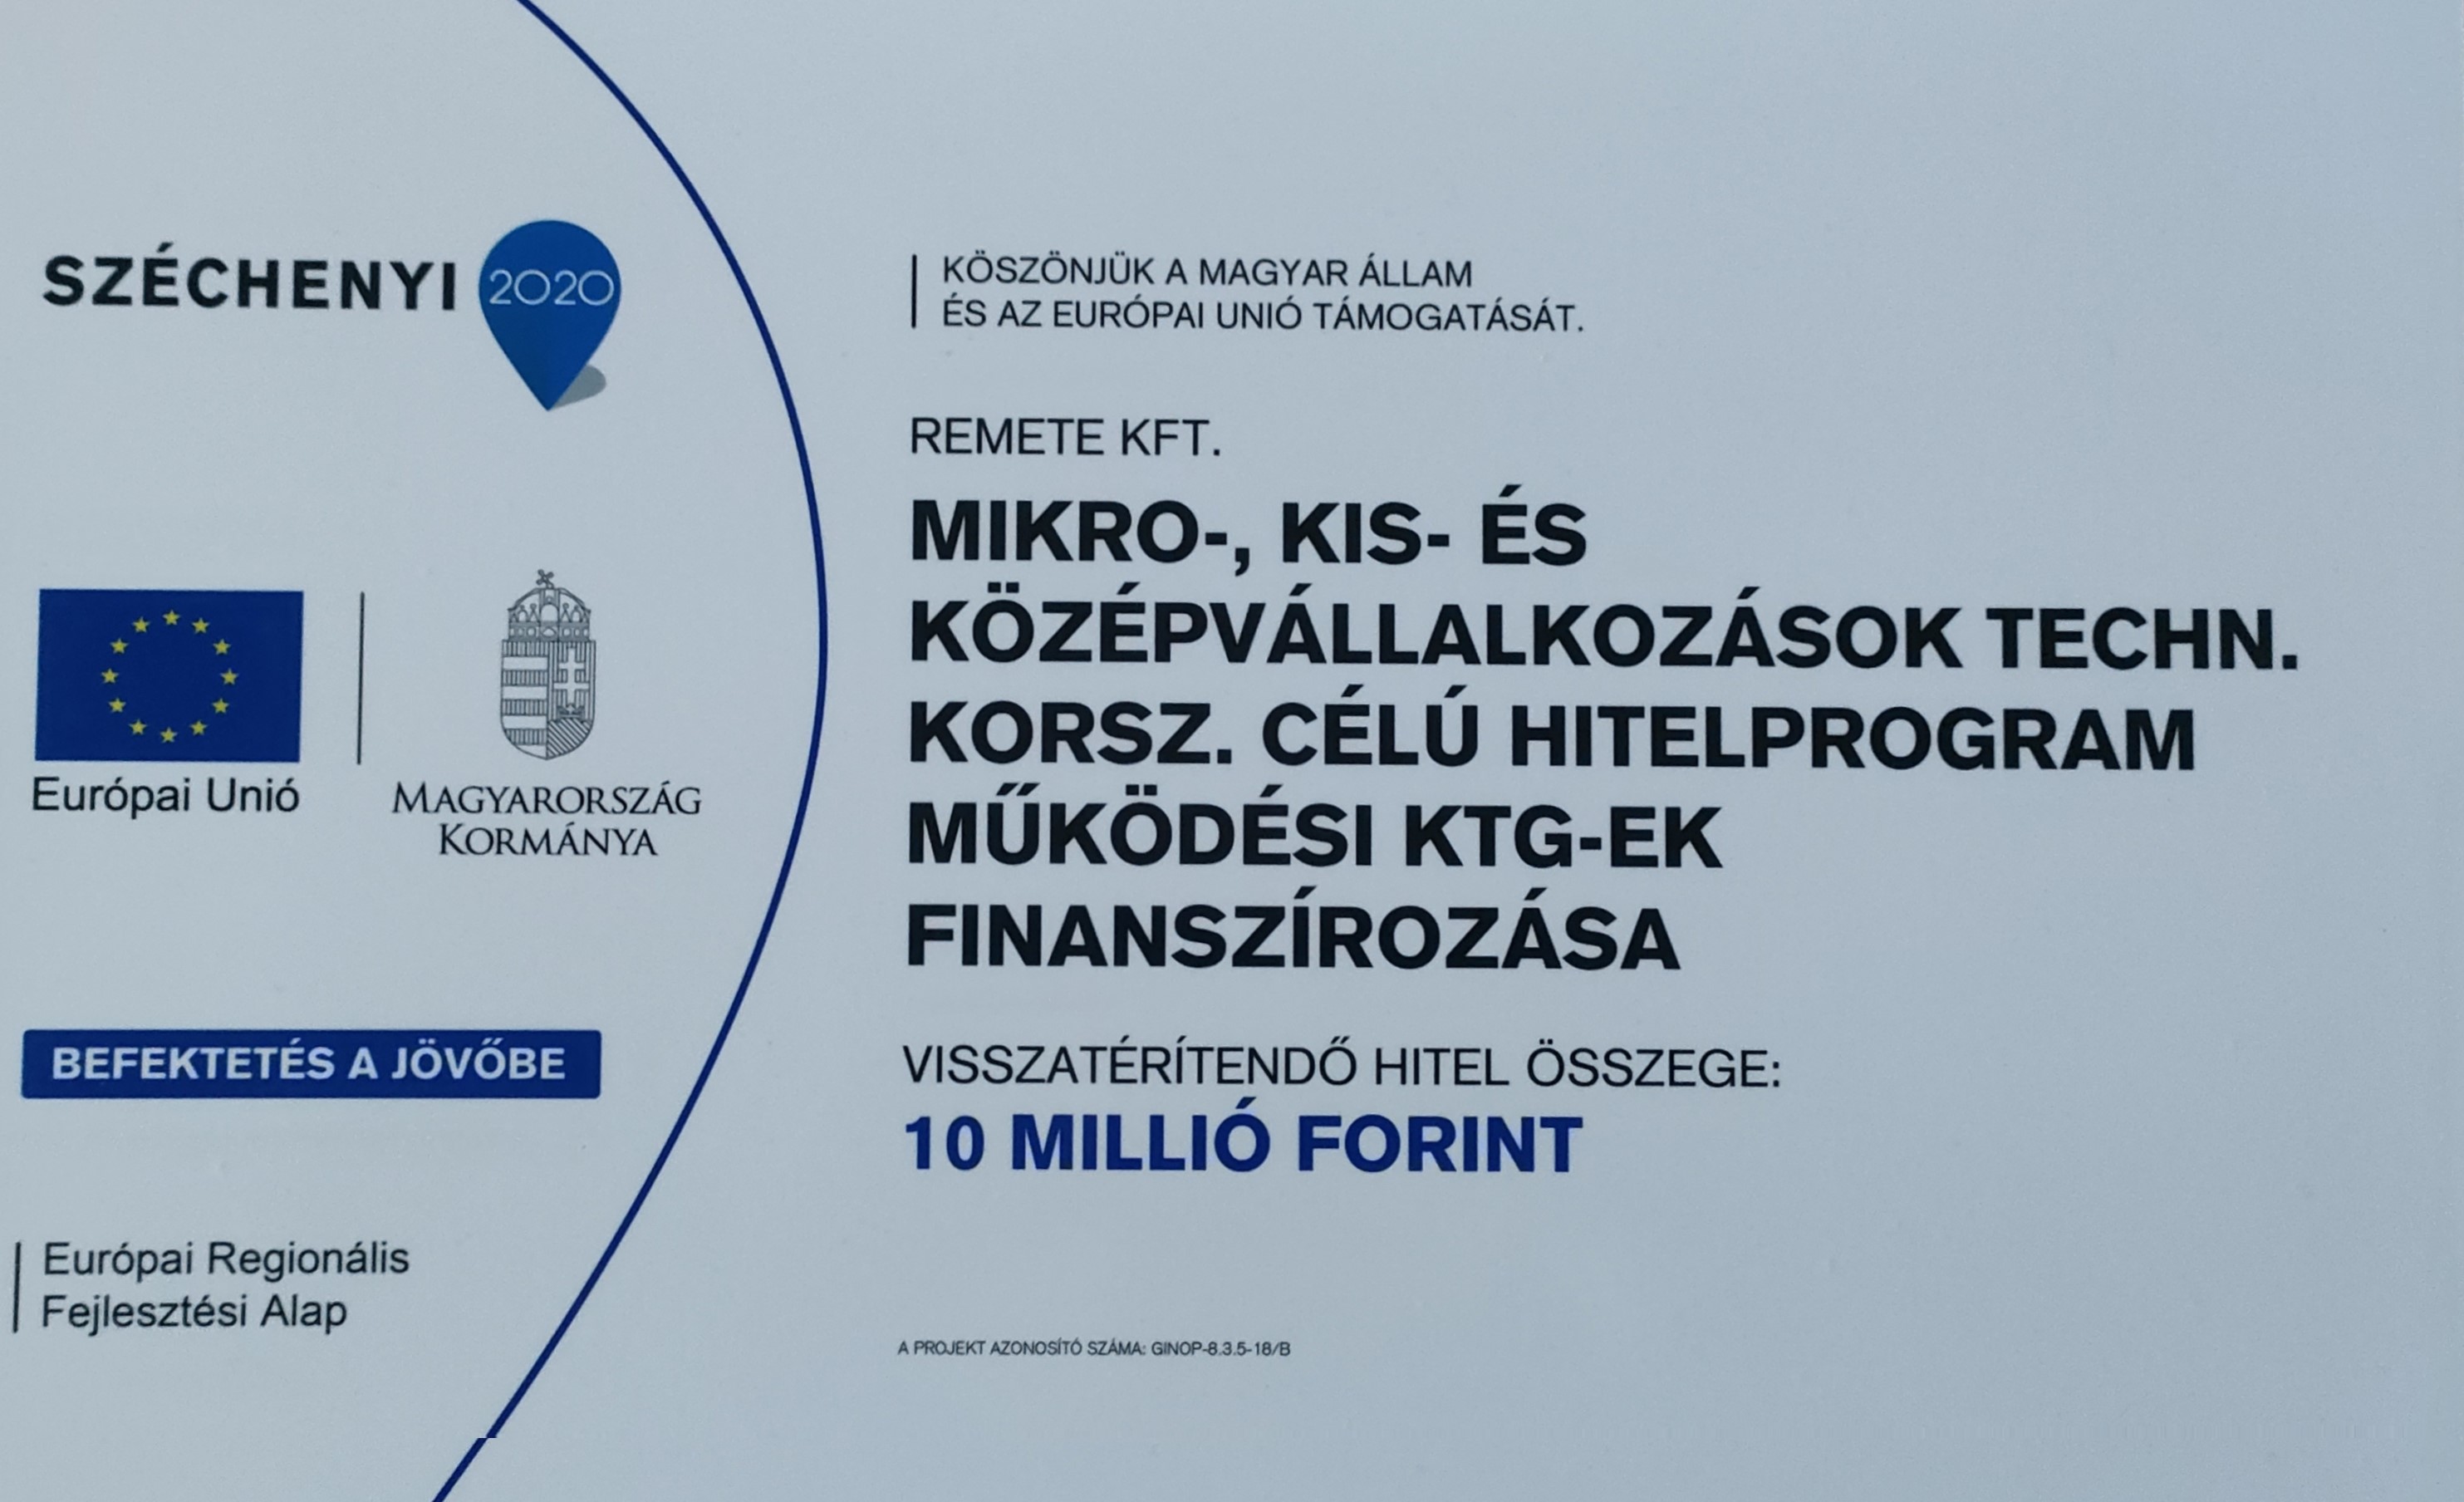 SZÉCHENYI 2020
Európai Unió
MAGYARORSZÁG
KORMÁNYA
BEFEKTETÉS A JÖVŐBE
Európai Regionális
Fejlesztési Alap
KÖSZÖNJÜK A MAGYAR ÁLLAM
ÉS AZ EURÓPAI UNIÓ TÁMOGATÁSÁT.
REMETE KFT.
MIKRO-, KIS- ÉS
KÖZÉPVÁLLALKOZÁSOK TECHN.
KORSZ. CÉLÚ HITELPROGRAM
MŰKÖDÉSI KTG-EK
FINANSZÍROZÁSA
VISSZATÉRÍTENDŐ HITEL ÖSSZEGE:
10 MILLIÓ FORINT
A PROJEKT AZONOSÍTÓ SZÁMA: GINOP-8.3.5-18/B